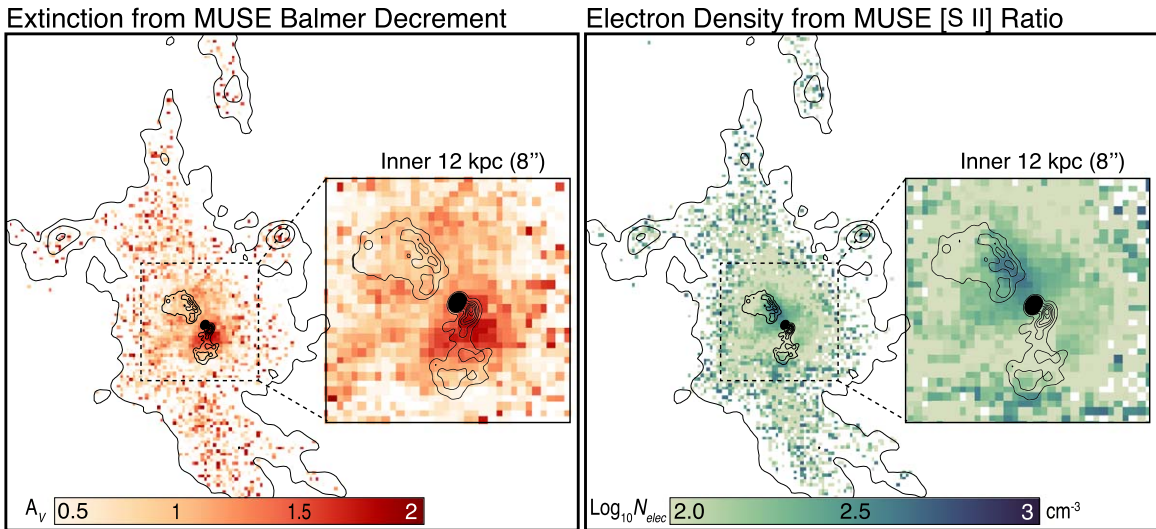 Extinction from MUSE Balmer Decrement
Inner 12 kpc (8”)
A_V 0.5 1 1.5 2
Electron Density from MUSE [S II] Ratio
Inner 12 kpc (8”)
Log₁₀N_elec 2.0 2.5 3 cm⁻³